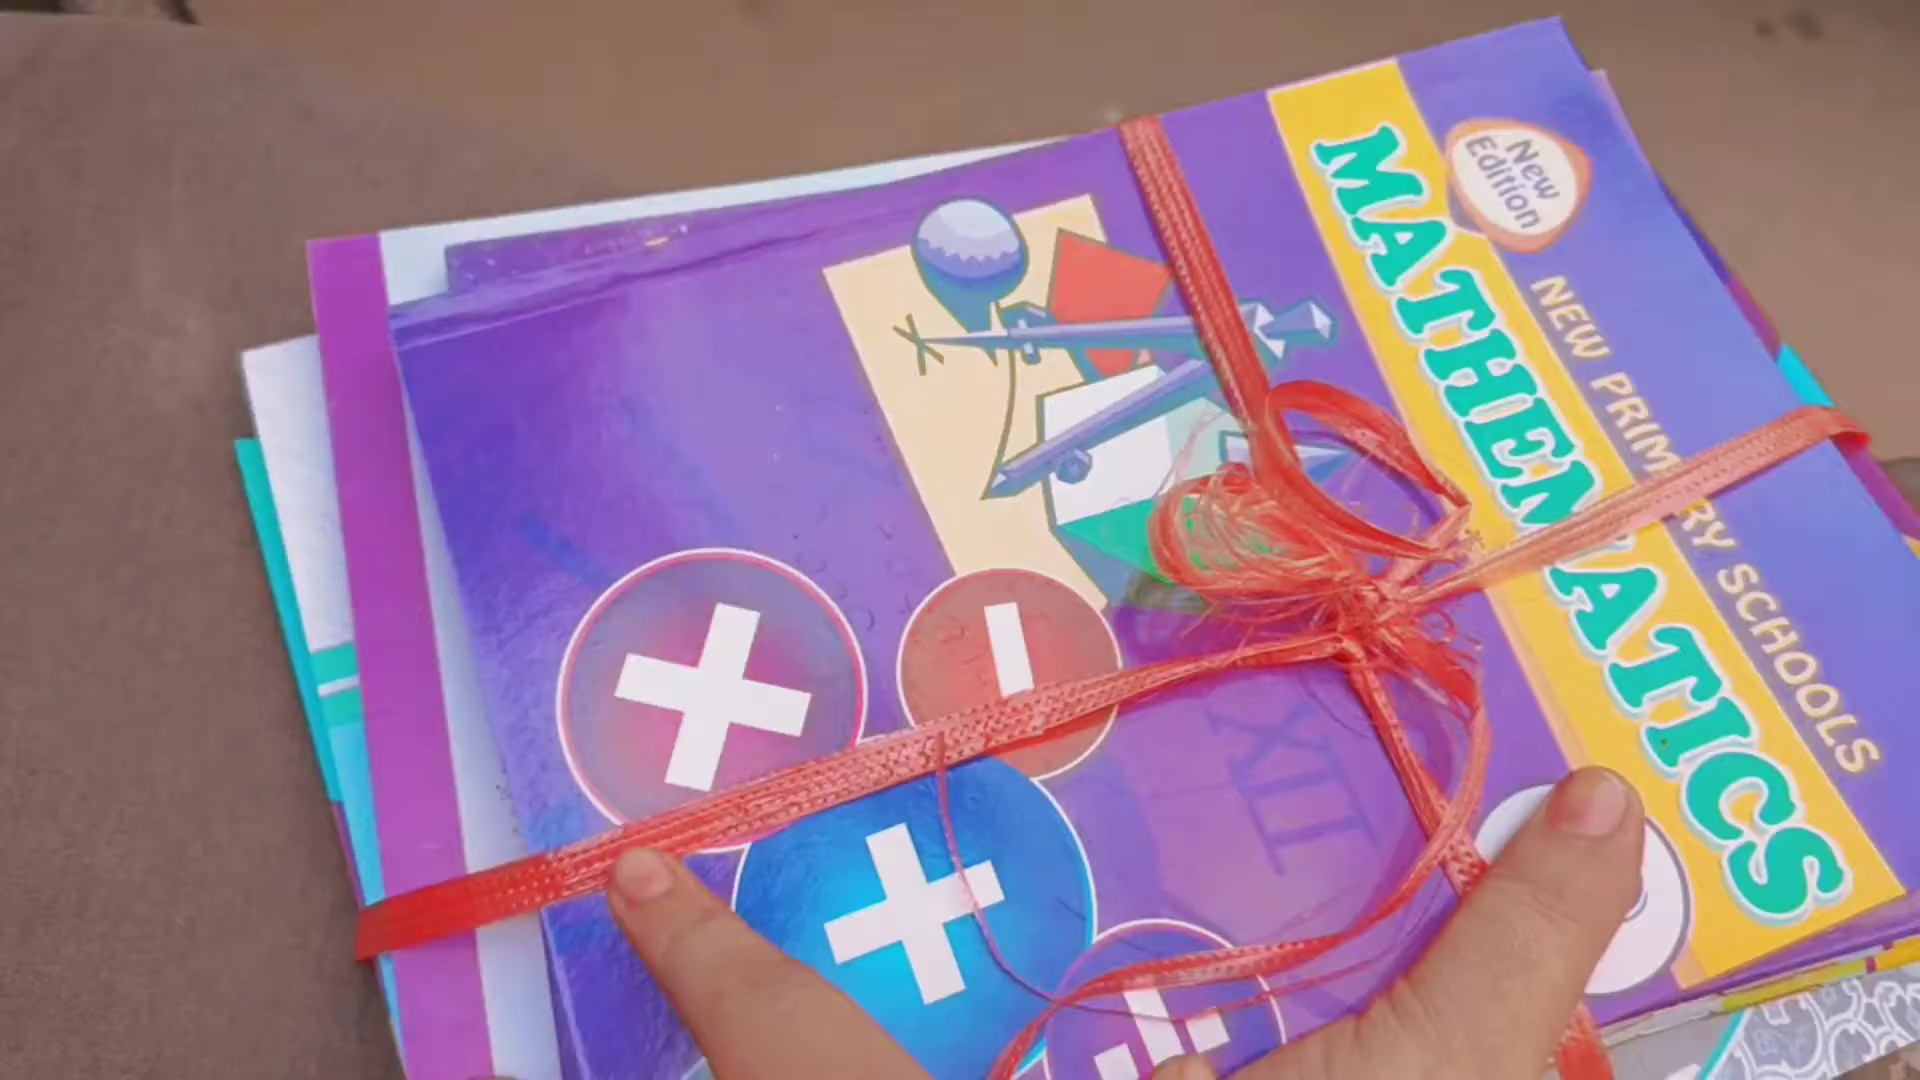 New
Edition
MATHEMATICS
NEW PRIMARY SCHOOLS
XII